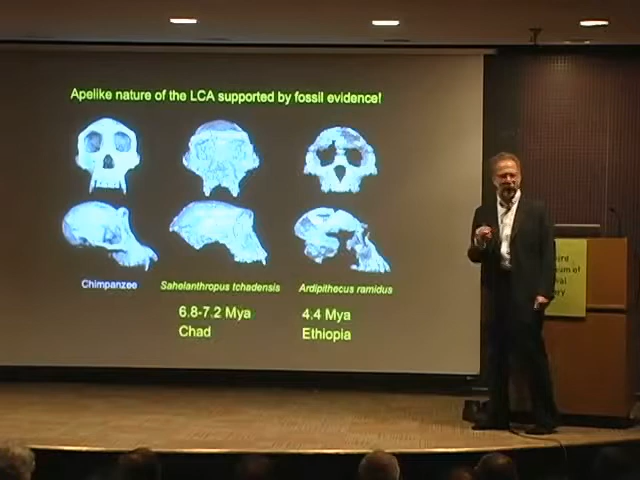 Apelike nature of the LCA supported by fossil evidence!
Chimpanzee
Sahelanthropus tchadensis
Ardipithecus ramidus
6.8-7.2 Mya
Chad
4.4 Mya
Ethiopia
of